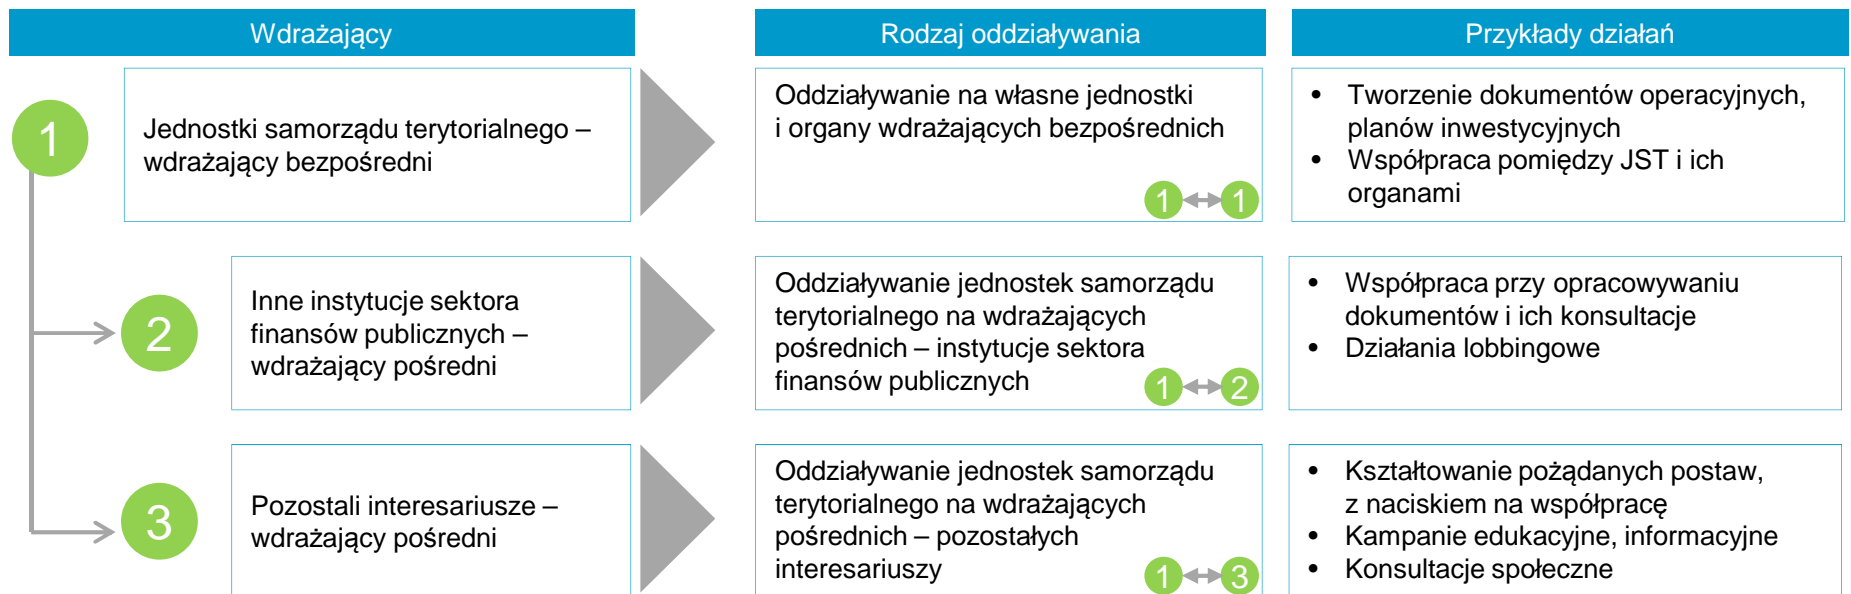 Wdrażający
Rodzaj oddziaływania
Przykłady działań
1
Jednostki samorządu terytorialnego –
wdrażający bezpośredni
Oddziaływanie na własne jednostki
i organy wdrażających bezpośrednich
1 1
• Tworzenie dokumentów operacyjnych,
planów inwestycyjnych
• Współpraca pomiędzy JST i ich
organami
2
Inne instytucje sektora
finansów publicznych –
wdrażający pośredni
Oddziaływanie jednostek samorządu
terytorialnego na wdrażających
pośrednich – instytucje sektora
finansów publicznych
1 2
• Współpraca przy opracowywaniu
dokumentów i ich konsultacje
• Działania lobbingowe
3
Pozostali interesariusze –
wdrażający pośredni
Oddziaływanie jednostek samorządu
terytorialnego na wdrażających
pośrednich – pozostałych
interesariuszy
1 3
• Kształtowanie pożądanych postaw,
z naciskiem na współpracę
• Kampanie edukacyjne, informacyjne
• Konsultacje społeczne